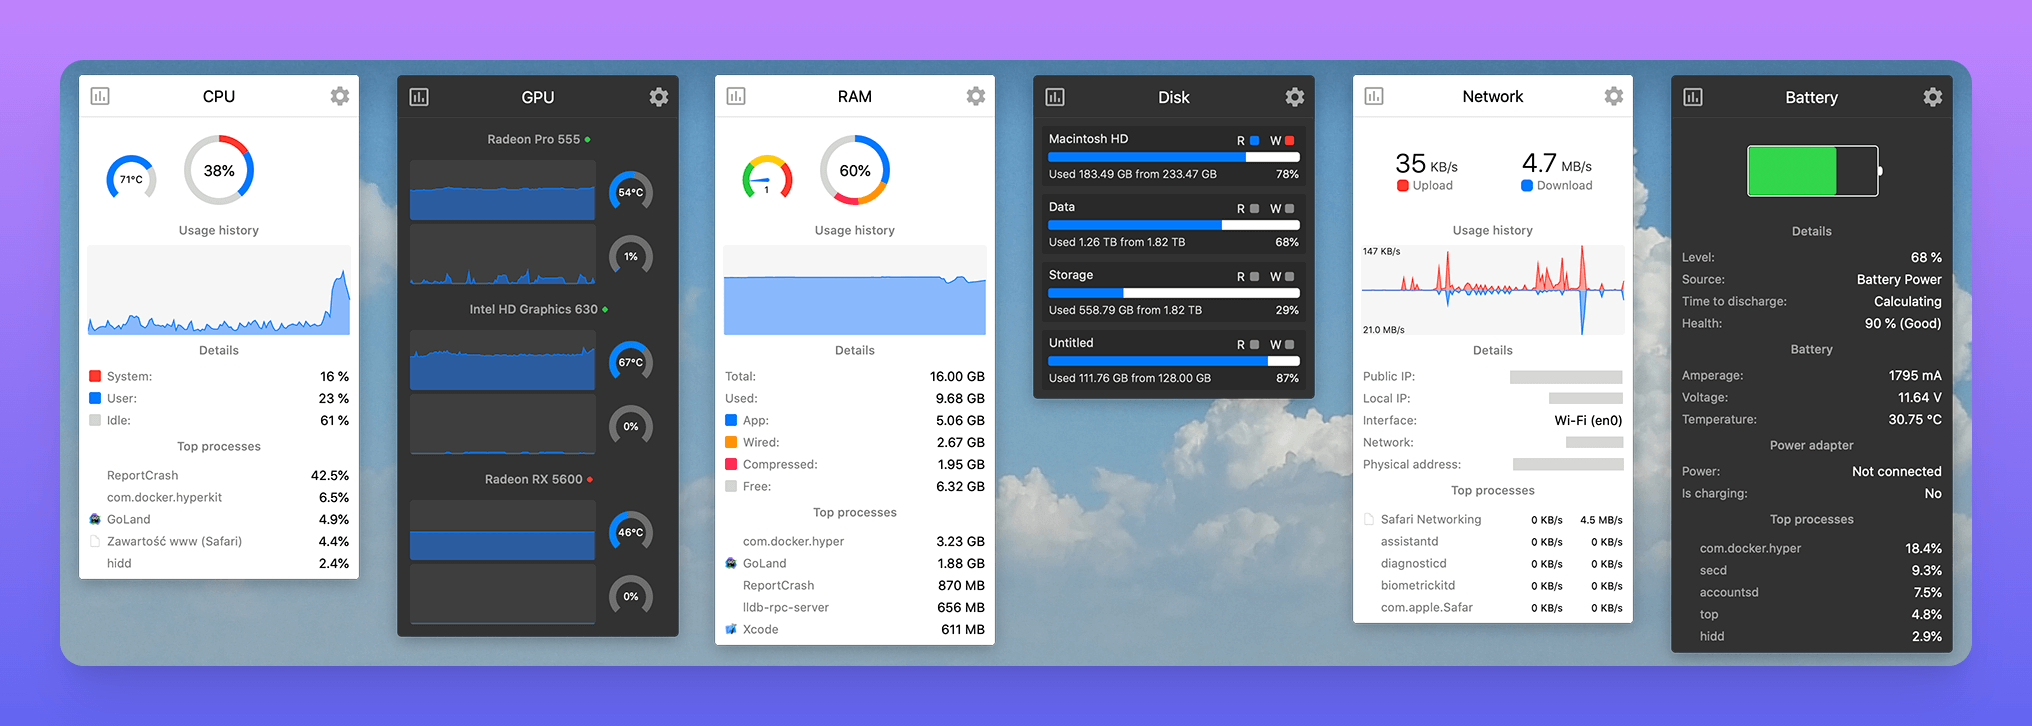 CPU
71°C
38%
Usage history
Details
System: 16 %
User: 23 %
Idle: 61 %
Top processes
ReportCrash 42.5%
com.docker.hyperkit 6.5%
GoLand 4.9%
Zawartość www (Safari) 4.4%
hidd 2.4%
GPU
Radeon Pro 555
54°C
1%
Intel HD Graphics 630
67°C
0%
Radeon RX 5600
46°C
0%
RAM
1
60%
Usage history
Details
Total: 16.00 GB
Used: 9.68 GB
App: 5.06 GB
Wired: 2.67 GB
Compressed: 1.95 GB
Free: 6.32 GB
Top processes
com.docker.hyper 3.23 GB
GoLand 1.88 GB
ReportCrash 870 MB
lldb-rpc-server 656 MB
Xcode 611 MB
Disk
Macintosh HD R W
Used 183.49 GB from 233.47 GB 78%
Data R W
Used 1.26 TB from 1.82 TB 68%
Storage R W
Used 558.79 GB from 1.82 TB 29%
Untitled R W
Used 111.76 GB from 128.00 GB 87%
Network
35 KB/s 4.7 MB/s
Upload Download
Usage history
147 KB/s
21.0 MB/s
Details
Public IP:
Local IP:
Interface: Wi-Fi (en0)
Network:
Physical address:
Top processes
Safari Networking 0 KB/s 4.5 MB/s
assistantd 0 KB/s 0 KB/s
diagnosticd 0 KB/s 0 KB/s
biometrickitd 0 KB/s 0 KB/s
com.apple.Safar 0 KB/s 0 KB/s
Battery
Details
Level: 68 %
Source: Battery Power
Time to discharge: Calculating
Health: 90 % (Good)
Battery
Amperage: 1795 mA
Voltage: 11.64 V
Temperature: 30.75 °C
Power adapter
Power: Not connected
Is charging: No
Top processes
com.docker.hyper 18.4%
secd 9.3%
accountsd 7.5%
top 4.8%
hidd 2.9%